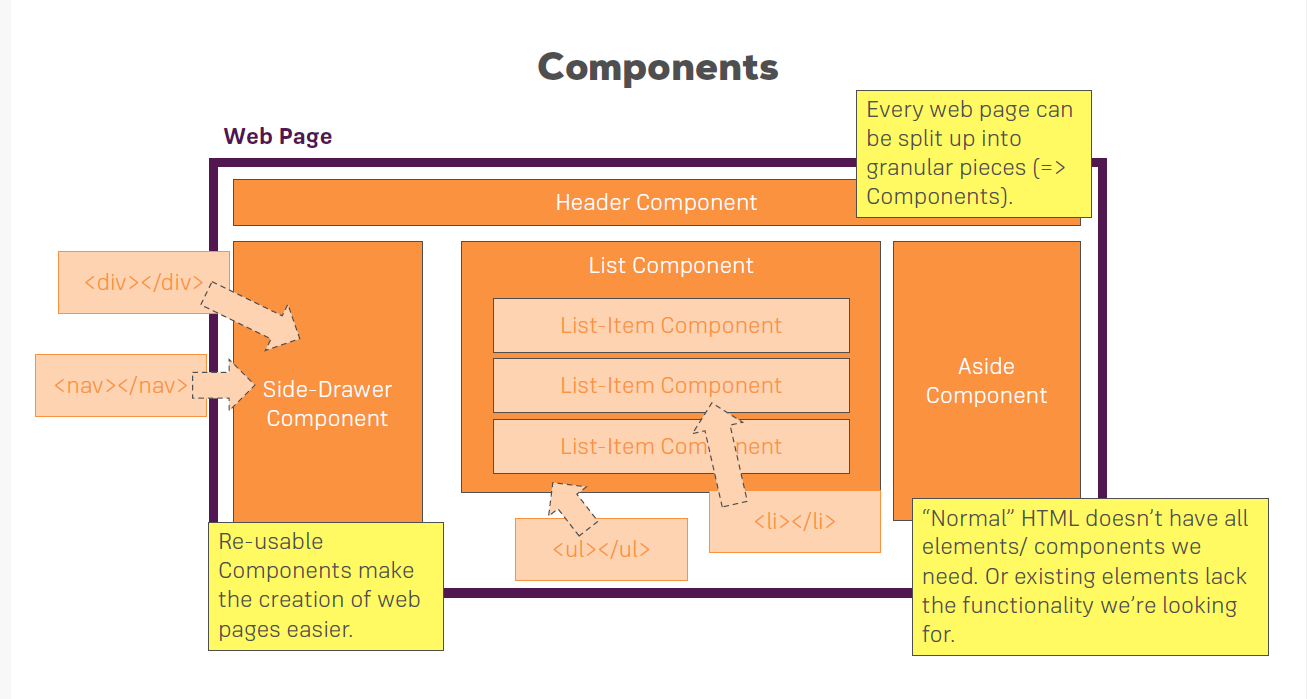 Components
Web Page
Every web page can
be split up into
granular pieces (=>
Components).
Header Component
<div></div>
<nav></nav>
Side-Drawer
Component
List Component
List-Item Component
List-Item Component
List-Item Component
Aside
Component
<ul></ul>
<li></li>
Re-usable
Components make
the creation of web
pages easier.
“Normal” HTML doesn’t have all
elements/ components we
need. Or existing elements lack
the functionality we’re looking
for.